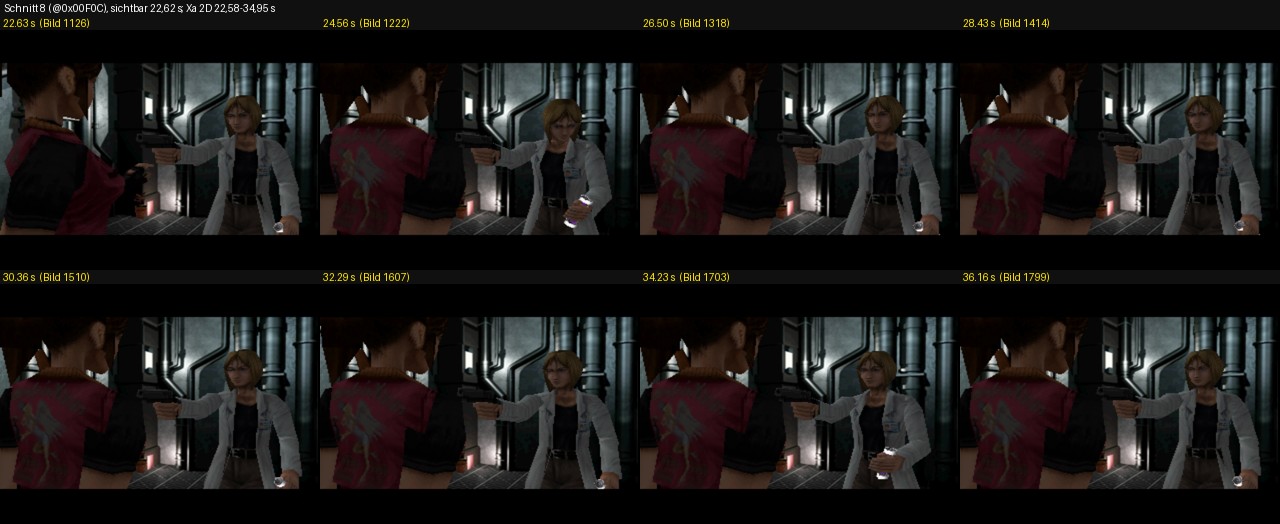 Schnitt 8 (@0x00F0C), sichtbar 22,62 s; Xa 2D 22,58-34,95 s
22.63 s (Bild 1126)
24.56 s (Bild 1222)
26.50 s (Bild 1318)
28.43 s (Bild 1414)
30.36 s (Bild 1510)
32.29 s (Bild 1607)
34.23 s (Bild 1703)
36.16 s (Bild 1799)